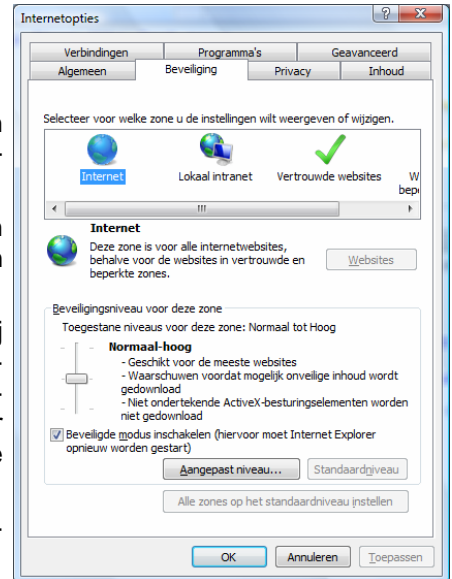 Internetopties
Verbindingen Programma's Geavanceerd
Algemeen Beveiliging Privacy Inhoud
Selecteer voor welke zone u de instellingen wilt weergeven of wijzigen.
Internet Lokaal intranet Vertrouwde websites
Internet
Deze zone is voor alle internetwebsites,
behalve voor de websites in vertrouwde en
beperkte zones.
Websites
Beveiligingsniveau voor deze zone
Toegestane niveaus voor deze zone: Normaal tot Hoog
Normaal-hoog
- Geschikt voor de meeste websites
- Waarschuwen voordat mogelijk onveilige inhoud wordt
gedownload
- Niet ondertekende ActiveX-besturingselementen worden
niet gedownload
Beveiligde modus inschakelen (hiervoor moet Internet Explorer
opnieuw worden gestart)
Aangepast niveau... Standaardniveau
Alle zones op het standaardniveau instellen
OK Annuleren Toepassen